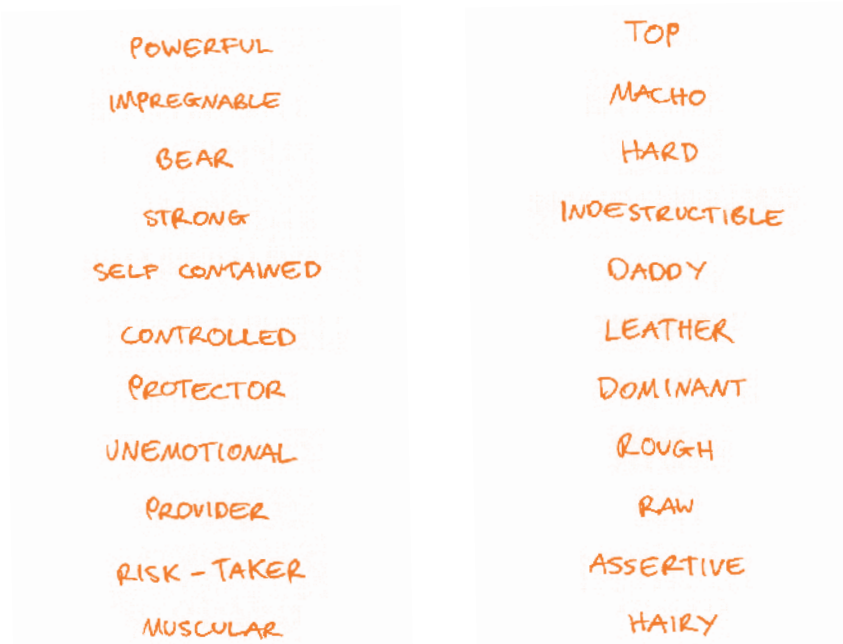 POWERFUL
IMPREGNABLE
BEAR
STRONG
SELF CONTAINED
CONTROLLED
PROTECTOR
UNEMOTIONAL
PROVIDER
RISK - TAKER
MUSCULAR
TOP
MACHO
HARD
INDESTRUCTIBLE
DADDY
LEATHER
DOMINANT
ROUGH
RAW
ASSERTIVE
HAIRY